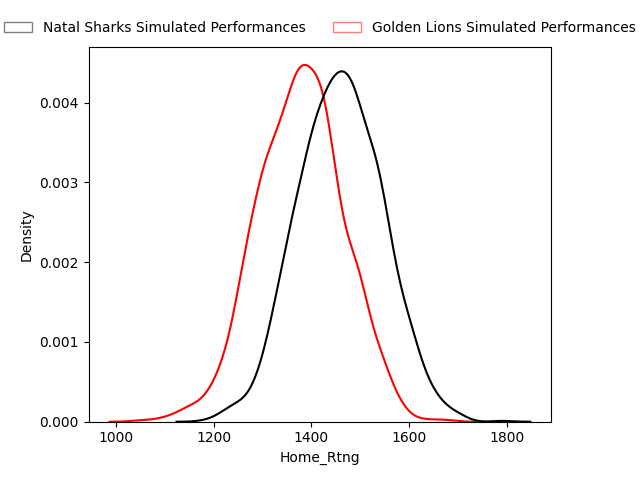 Natal Sharks Simulated Performances
Golden Lions Simulated Performances
0.004
0.003
0.002
0.001
0.000
Density
1000 1200 1400 1600 1800
Home_Rtng